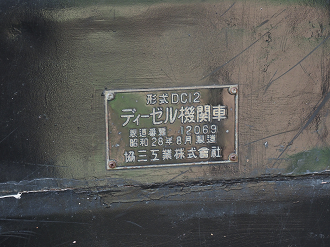 形式DC12
ディーゼル機関車
製造番號 12069
昭和28年8月 製造
協三工業株式會社